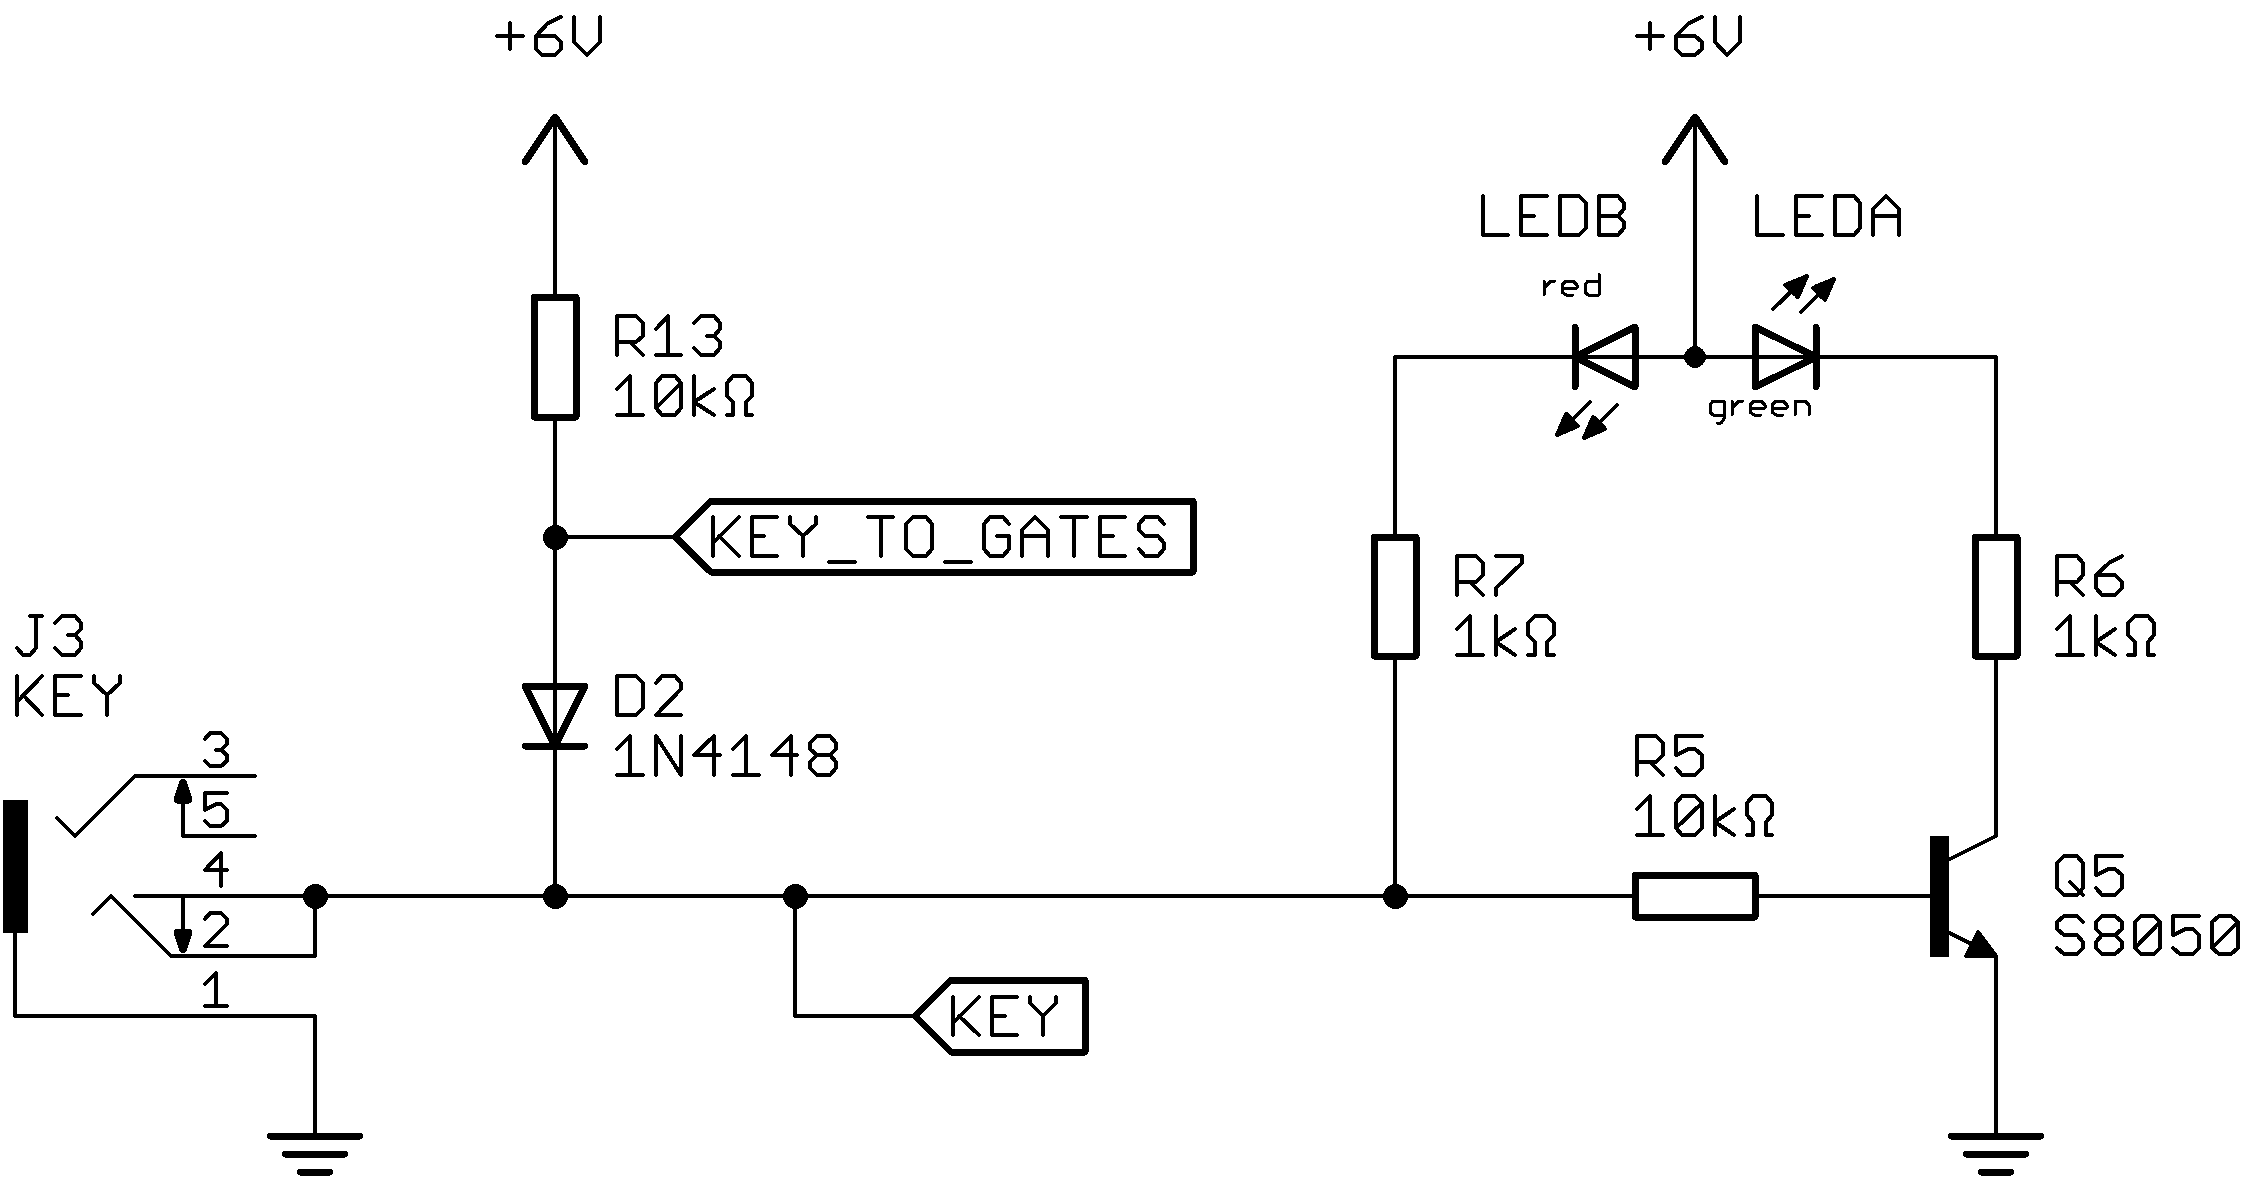 +6V
+6V
LEDB
LEDA
red
green
R13
10kΩ
KEY_TO_GATES
R7
1kΩ
R6
1kΩ
J3
KEY
D2
1N4148
R5
10kΩ
3
5
4
2
1
Q5
S8050
KEY